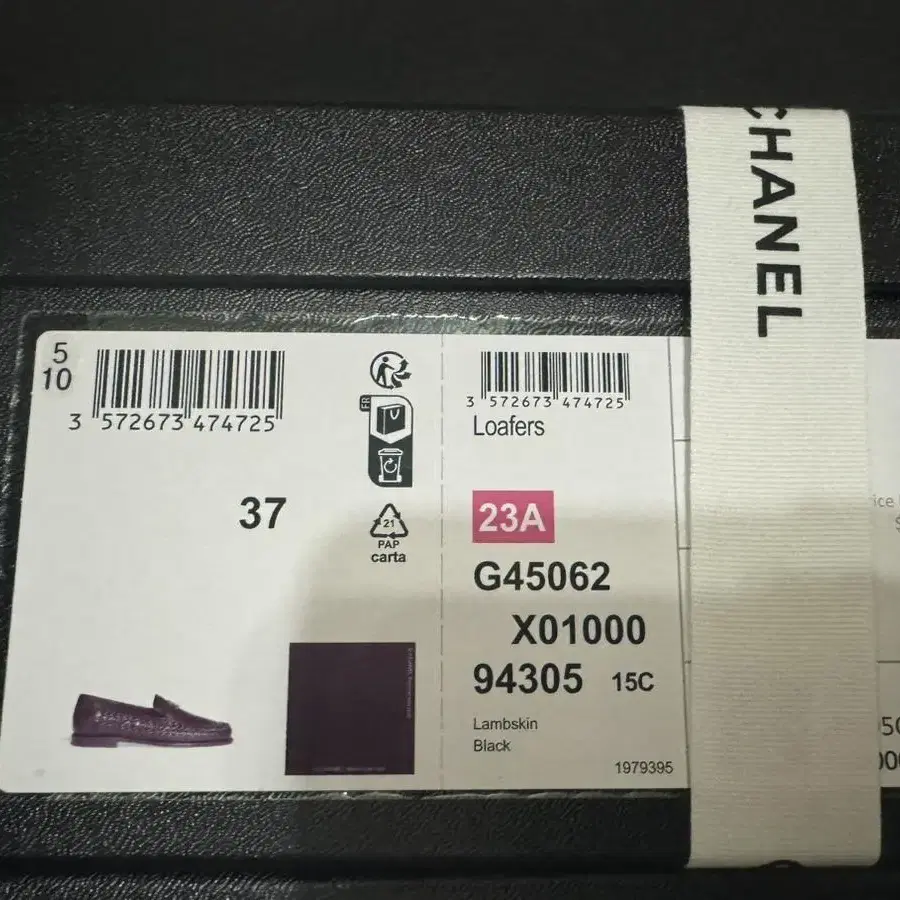 CHANEL
5
10
3 572673 474725
FR
37
21
PAP
carta
3 572673 474725
Loafers
23A
G45062
X01000
94305 15C
Lambskin
Black
1979395